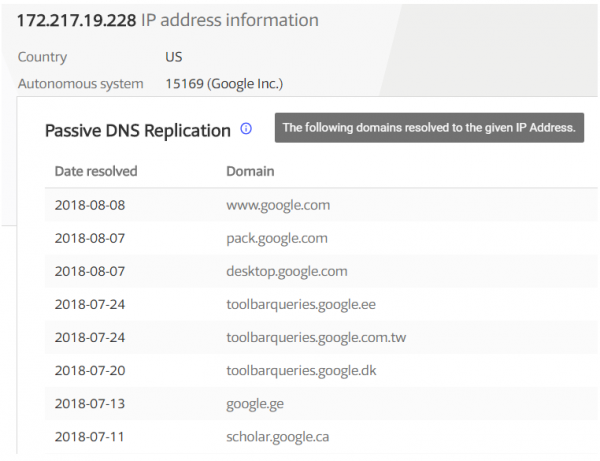 172.217.19.228 IP address information
Country US
Autonomous system 15169 (Google Inc.)
Passive DNS Replication The following domains resolved to the given IP Address.
Date resolved Domain
2018-08-08 www.google.com
2018-08-07 pack.google.com
2018-08-07 desktop.google.com
2018-07-24 toolbarqueries.google.ee
2018-07-24 toolbarqueries.google.com.tw
2018-07-20 toolbarqueries.google.dk
2018-07-13 google.ge
2018-07-11 scholar.google.ca